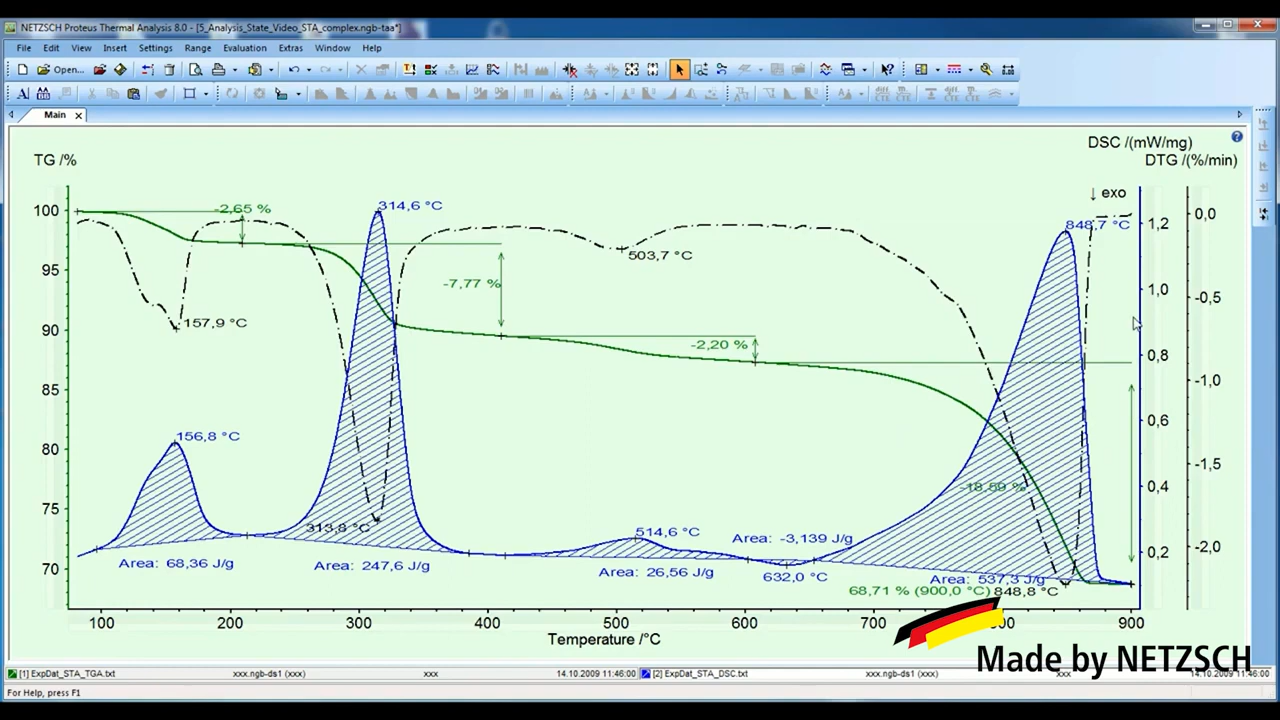 NETZSCH Proteus Thermal Analysis 8.0 - [5_Analysis_State_Video_STA_complex.ngb-taa*]
File Edit View Insert Settings Range Evaluation Extras Window Help
Open...
Main
TG /%
DSC /(mW/mg)
DTG /(%/min)
↓ exo
100
95
90
85
80
75
70
-2,65 %
314,6 °C
848,7 °C
1,2
0,0
503,7 °C
-7,77 %
1,0
-0,5
157,9 °C
-2,20 %
0,8
-1,0
0,6
156,8 °C
-1,5
-18,59 %
0,4
313,8 °C
514,6 °C
Area: -3,139 J/g
0,2
-2,0
Area: 68,36 J/g
Area: 247,6 J/g
Area: 26,56 J/g
632,0 °C
Area: 537,3 J/g
68,71 % (900,0 °C)
848,8 °C
100 200 300 400 500 600 700 800 900
Temperature /°C
Made by NETZSCH
[1] ExpDat_STA_TGA.txt xxx.ngb-ds1 (xxx) xxx 14.10.2009 11:46:00 [2] ExpDat_STA_DSC.txt xxx.ngb-ds1 (xxx) xxx 14.10.2009 11:46:00
For Help, press F1